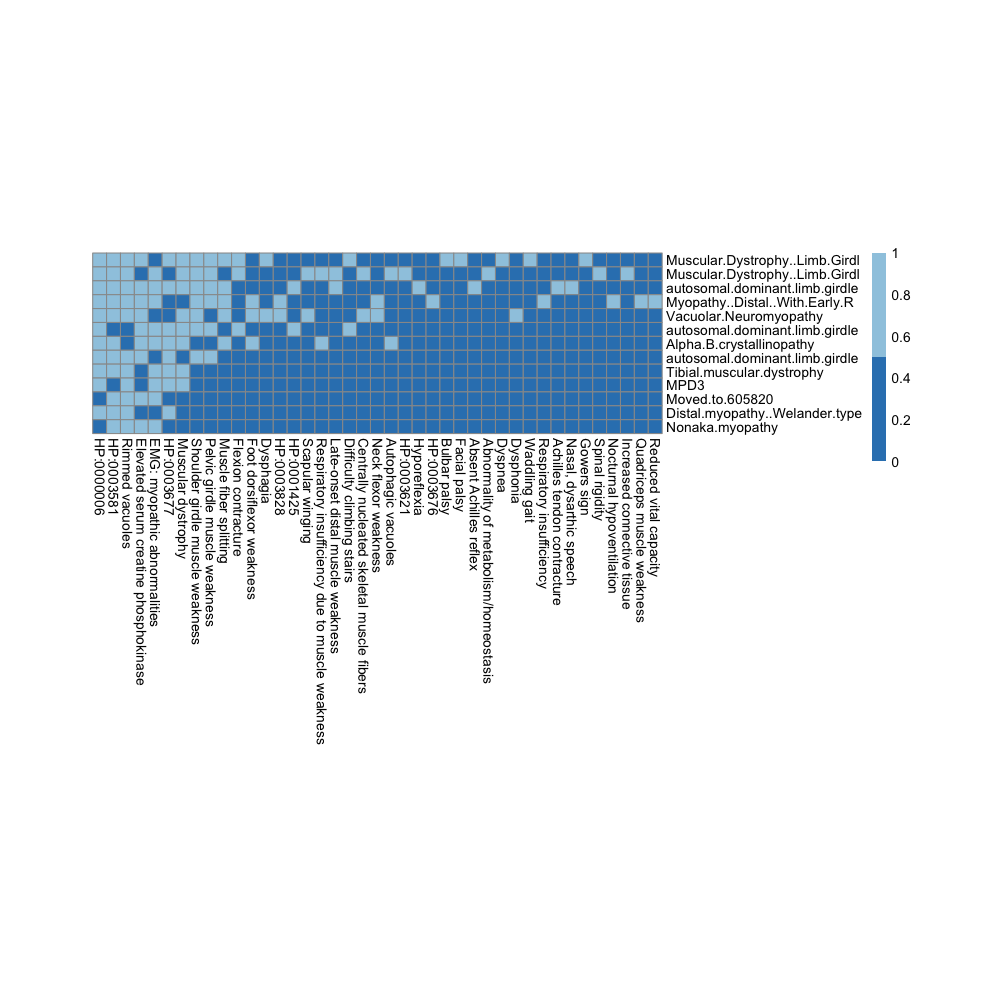 Muscular.Dystrophy..Limb.Girdl
Muscular.Dystrophy..Limb.Girdl
autosomal.dominant.limb.girdle
Myopathy..Distal..With.Early.R
Vacuolar.Neuromyopathy
autosomal.dominant.limb.girdle
Alpha.B.crystallinopathy
autosomal.dominant.limb.girdle
Tibial.muscular.dystrophy
MPD3
Moved.to.605820
Distal.myopathy..Welander.type
Nonaka.myopathy
1
0.8
0.6
0.4
0.2
0
HP:0000006
HP:0003581
Rimmed vacuoles
Elevated serum creatine phosphokinase
EMG: myopathic abnormalities
HP:0003677
Muscular dystrophy
Shoulder girdle muscle weakness
Pelvic girdle muscle weakness
Muscle fiber splitting
Flexion contracture
Foot dorsiflexor weakness
Dysphagia
HP:0003828
HP:0001425
Scapular winging
Respiratory insufficiency due to muscle weakness
Late-onset distal muscle weakness
Difficulty climbing stairs
Centrally nucleated skeletal muscle fibers
Neck flexor weakness
Autophagic vacuoles
HP:0003621
Hyporeflexia
HP:0003676
Bulbar palsy
Facial palsy
Absent Achilles reflex
Abnormality of metabolism/homeostasis
Dyspnea
Dysphonia
Waddling gait
Respiratory insufficiency
Achilles tendon contracture
Nasal, dysarthic speech
Gowers sign
Spinal rigidity
Nocturnal hypoventilation
Increased connective tissue
Quadriceps muscle weakness
Reduced vital capacity